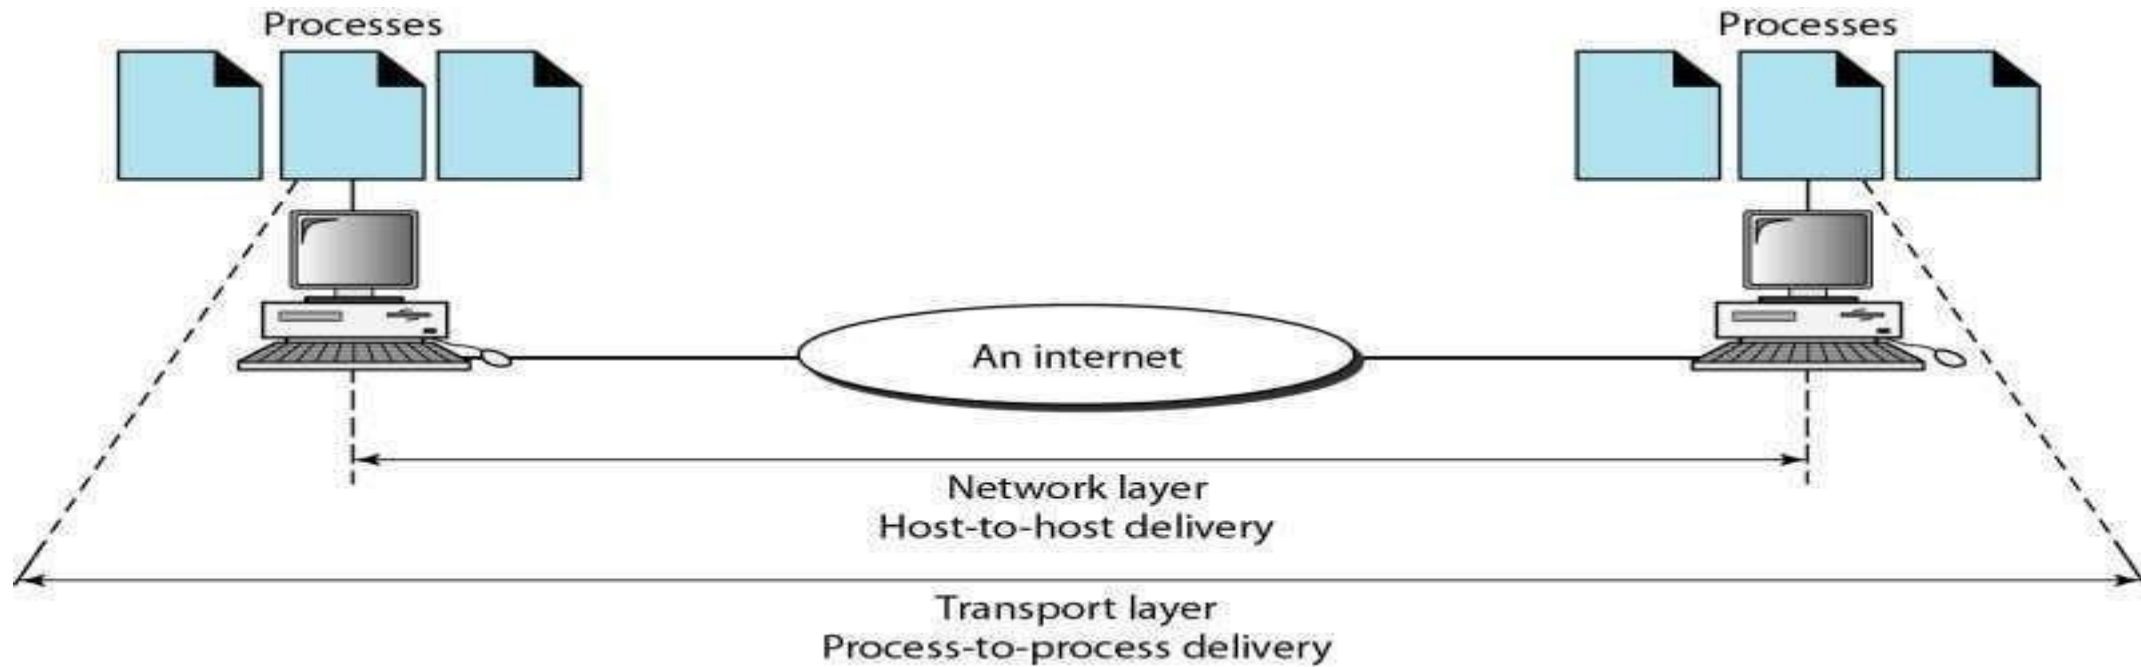 Processes
Processes
An internet
Network layer
Host-to-host delivery
Transport layer
Process-to-process delivery